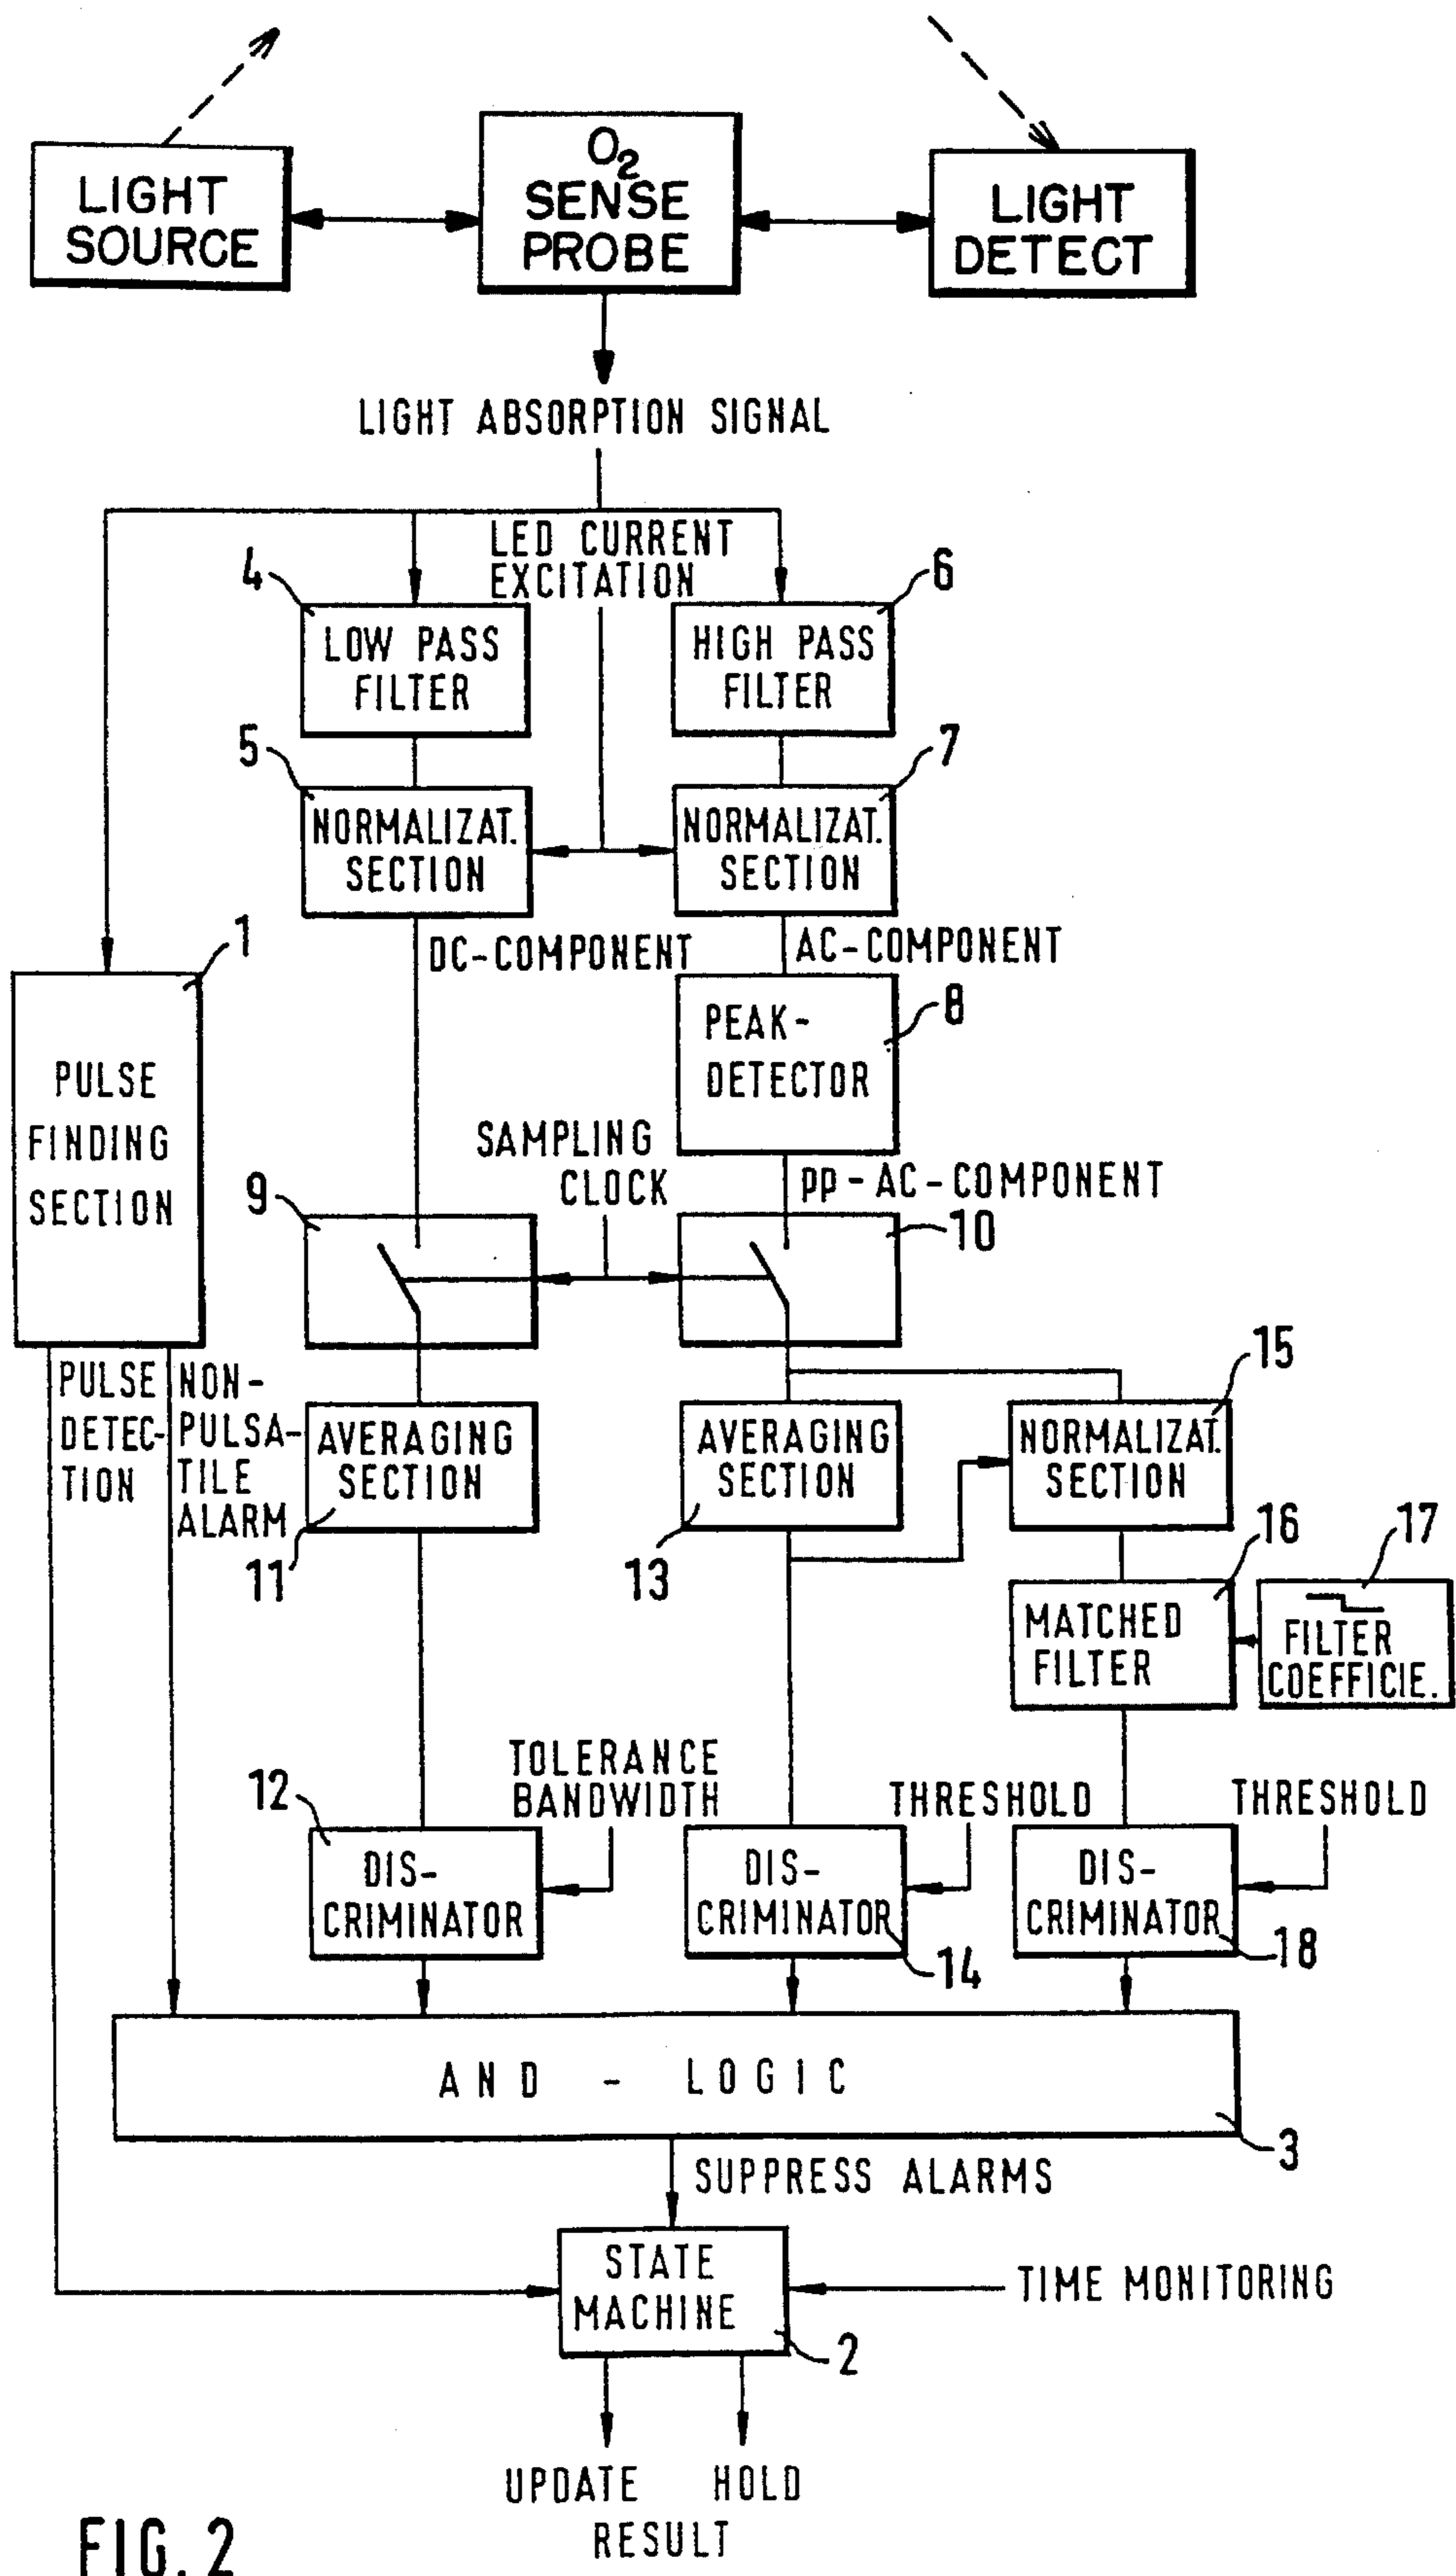 LIGHT
SOURCE
O2
SENSE
PROBE
LIGHT
DETECT
LIGHT ABSORPTION SIGNAL
LED CURRENT
EXCITATION
4
LOW PASS
FILTER
6
HIGH PASS
FILTER
5
NORMALIZAT.
SECTION
7
NORMALIZAT.
SECTION
DC-COMPONENT
AC-COMPONENT
1
PULSE
FINDING
SECTION
8
PEAK-
DETECTOR
SAMPLING
CLOCK
PP-AC-COMPONENT
9
10
PULSE
DETEC-
TION
NON-
PULSA-
TILE
ALARM
AVERAGING
SECTION
11
AVERAGING
SECTION
13
15
NORMALIZAT.
SECTION
16
MATCHED
FILTER
17
FILTER
COEFFICIE.
TOLERANCE
BANDWIDTH
THRESHOLD
THRESHOLD
12
DIS-
CRIMINATOR
DIS-
CRIMINATOR
14
DIS-
CRIMINATOR
18
AND - LOGIC
3
SUPPRESS ALARMS
STATE
MACHINE
2
TIME MONITORING
UPDATE HOLD
RESULT
FIG. 2